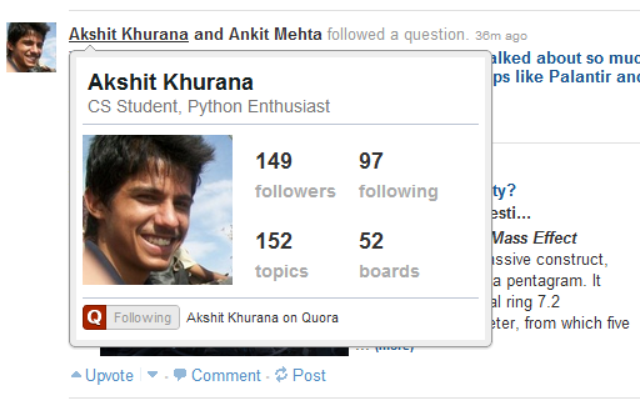 Akshit Khurana and Ankit Mehta followed a question. 36m ago
alked about so muc
ps like Palantir and
Akshit Khurana
CS Student, Python Enthusiast
149 97
followers following
152 52
topics boards
Q Following Akshit Khurana on Quora
ty?
esti...
Mass Effect
assive construct,
a pentagram. It
al ring 7.2
eter, from which five
... (more)
Upvote · Comment · Post